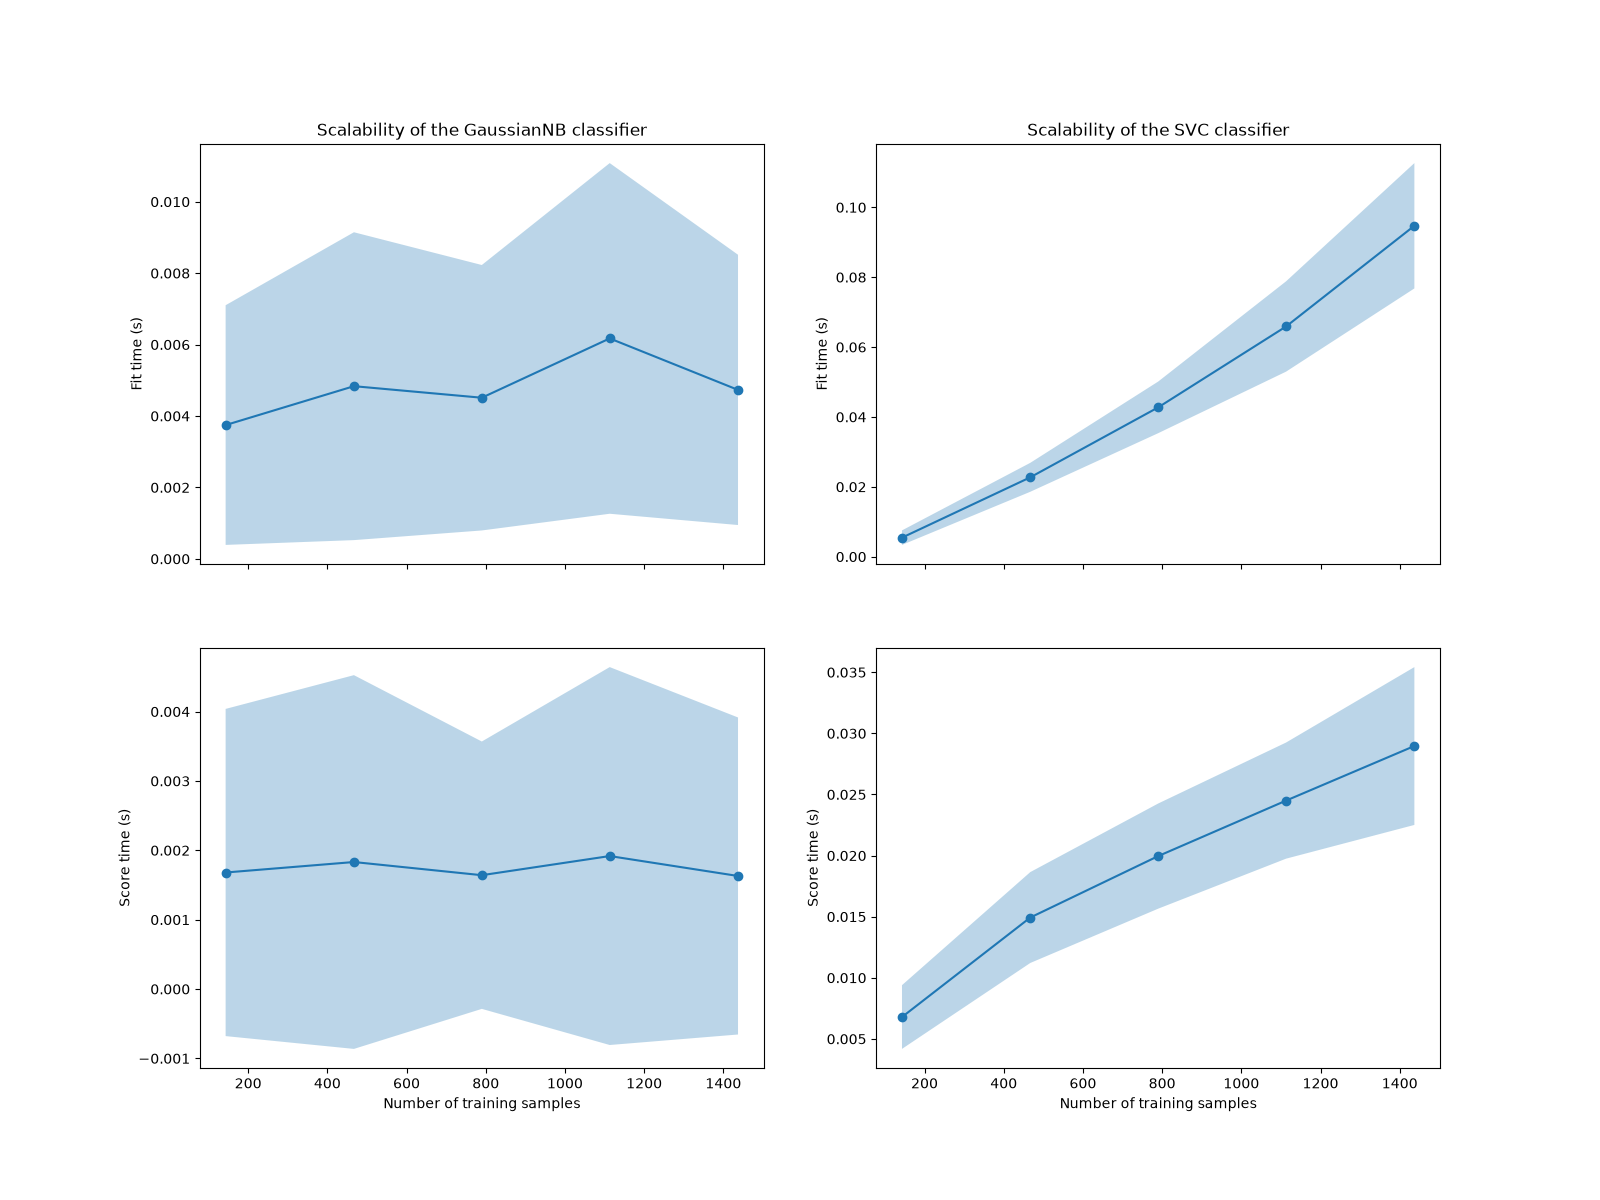 Scalability of the GaussianNB classifier
Fit time (s)
0.010
0.008
0.006
0.004
0.002
0.000
Scalability of the SVC classifier
Fit time (s)
0.10
0.08
0.06
0.04
0.02
0.00
Score time (s)
0.004
0.003
0.002
0.001
0.000
−0.001
200 400 600 800 1000 1200 1400
Number of training samples
Score time (s)
0.035
0.030
0.025
0.020
0.015
0.010
0.005
200 400 600 800 1000 1200 1400
Number of training samples